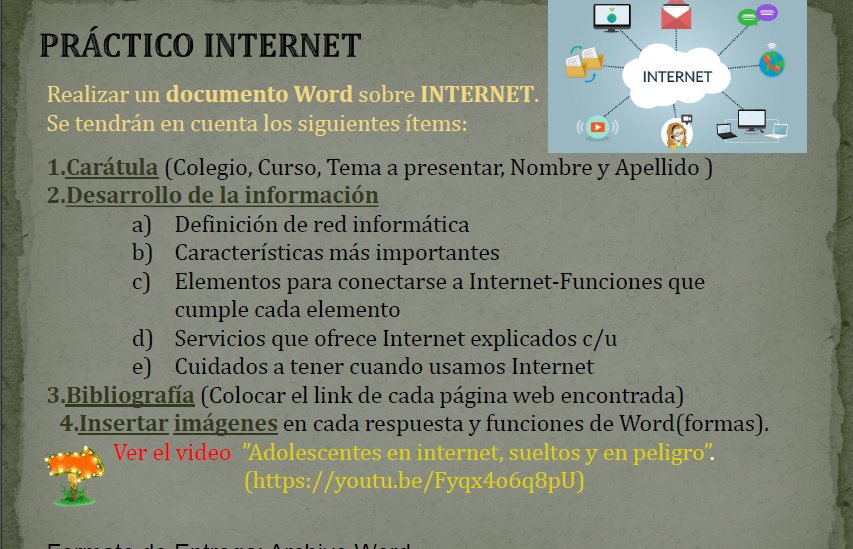 PRÁCTICO INTERNET
INTERNET
Realizar un documento Word sobre INTERNET.
Se tendrán en cuenta los siguientes ítems:
1.Carátula (Colegio, Curso, Tema a presentar, Nombre y Apellido )
2.Desarrollo de la información
a) Definición de red informática
b) Características más importantes
c) Elementos para conectarse a Internet-Funciones que
cumple cada elemento
d) Servicios que ofrece Internet explicados c/u
e) Cuidados a tener cuando usamos Internet
3.Bibliografía (Colocar el link de cada página web encontrada)
4.Insertar imágenes en cada respuesta y funciones de Word(formas).
Ver el video ”Adolescentes en internet, sueltos y en peligro”.
(https://youtu.be/Fyqx4o6q8pU)
Formato de Entrega: Archivo Word